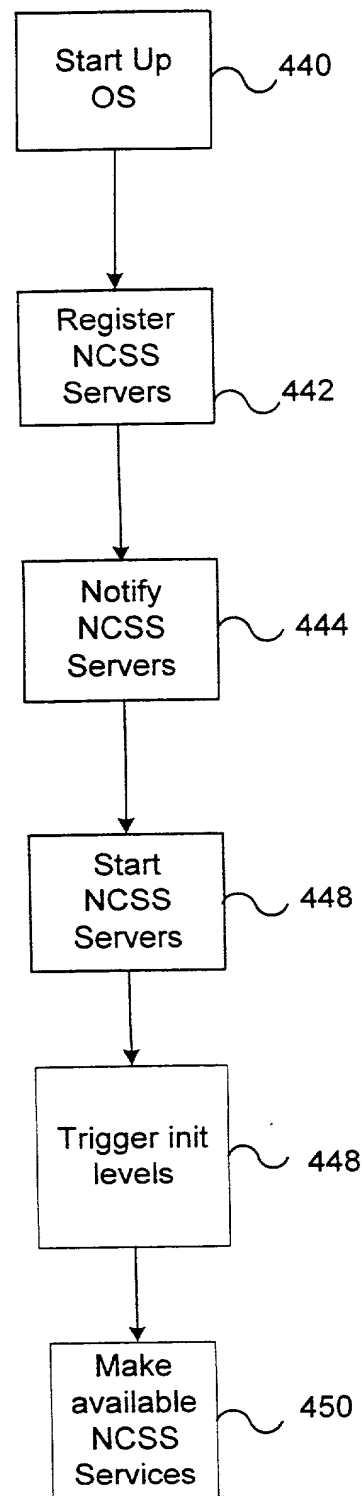 Start Up
OS
440
Register
NCSS
Servers
442
Notify
NCSS
Servers
444
Start
NCSS
Servers
448
Trigger init
levels
448
Make
available
NCSS
Services
450